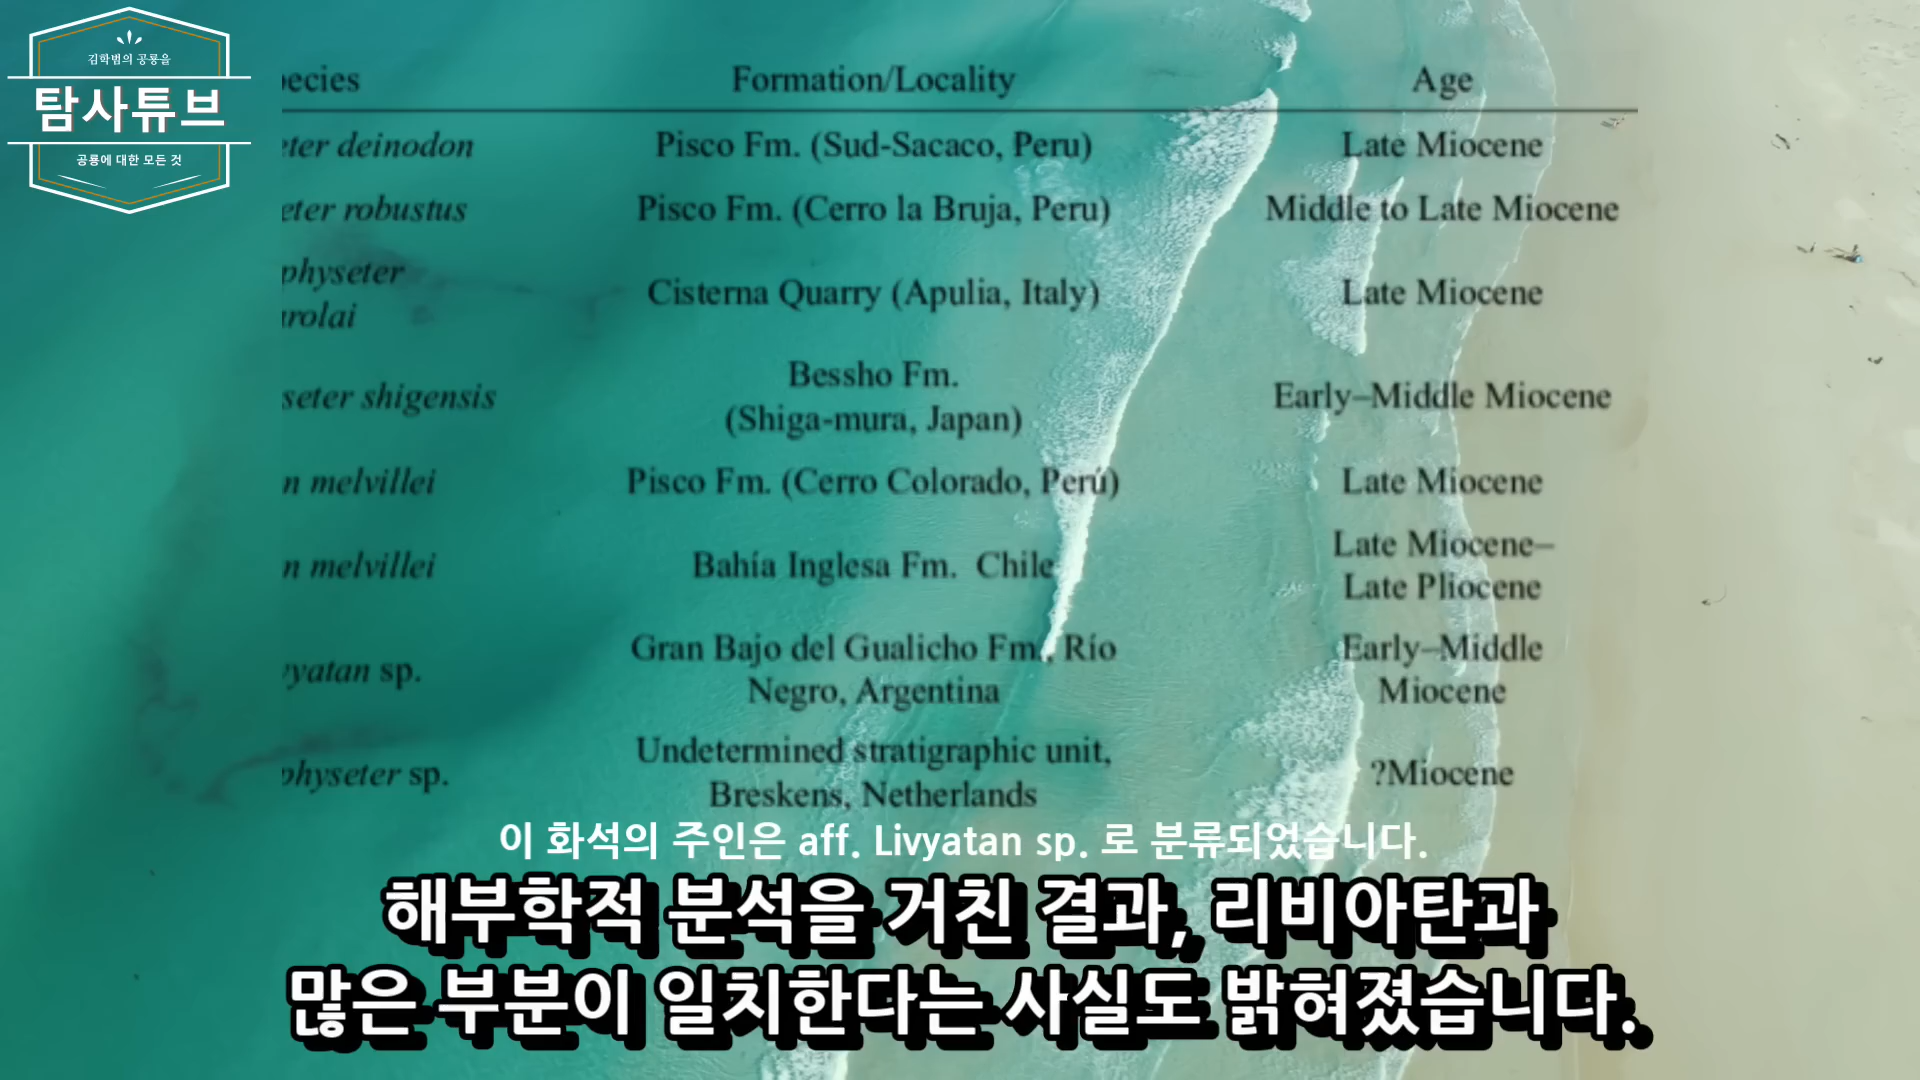 김학범의 공룡을
탐사튜브
공룡에 대한 모든 것
ecies Formation/Locality Age
eter deinodon Pisco Fm. (Sud-Sacaco, Peru) Late Miocene
eter robustus Pisco Fm. (Cerro la Bruja, Peru) Middle to Late Miocene
physeter
arolai Cisterna Quarry (Apulia, Italy) Late Miocene
seter shigensis Bessho Fm.
(Shiga-mura, Japan) Early–Middle Miocene
n melvillei Pisco Fm. (Cerro Colorado, Perú) Late Miocene
n melvillei Bahía Inglesa Fm. Chile Late Miocene–
Late Pliocene
vyatan sp. Gran Bajo del Gualicho Fm., Río
Negro, Argentina Early–Middle
Miocene
physeter sp. Undetermined stratigraphic unit,
Breskens, Netherlands ?Miocene
이 화석의 주인은 aff. Livyatan sp. 로 분류되었습니다.
해부학적 분석을 거친 결과, 리비아탄과
많은 부분이 일치한다는 사실도 밝혀졌습니다.